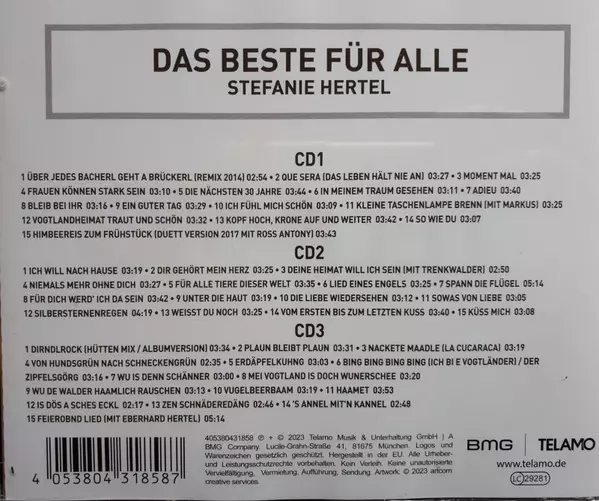 DAS BESTE FÜR ALLE
STEFANIE HERTEL
CD1
1 ÜBER JEDES BACHERL GEHT A BRÜCKERL (REMIX 2014) 02:54 • 2 QUE SERA (DAS LEBEN HÄLT NIE AN) 03:27 • 3 MOMENT MAL 03:25
4 FRAUEN KÖNNEN STARK SEIN 03:10 • 5 DIE NÄCHSTEN 30 JAHRE 03:44 • 6 IN MEINEM TRAUM GESEHEN 03:11 • 7 ADIEU 03:40
8 BLEIB BEI IHR 03:16 • 9 EIN GUTER TAG 03:29 • 10 ICH FÜHL MICH SCHÖN 03:09 • 11 KLEINE TASCHENLAMPE BRENN (MIT MARKUS) 03:25
12 VOGTLANDHEIMAT TRAUT UND SCHÖN 03:32 • 13 KOPF HOCH, KRONE AUF UND WEITER 03:42 • 14 SO WIE DU 03:07
15 HIMBEEREIS ZUM FRÜHSTÜCK (DUETT VERSION 2017 MIT ROSS ANTONY) 03:43
CD2
1 ICH WILL NACH HAUSE 03:19 • 2 DIR GEHÖRT MEIN HERZ 03:25 • 3 DEINE HEIMAT WILL ICH SEIN (MIT TRENKWALDER) 02:50
4 NIEMALS MEHR OHNE DICH 03:27 • 5 FÜR ALLE TIERE DIESER WELT 03:35 • 6 LIED EINES ENGELS 03:25 • 7 SPANN DIE FLÜGEL 05:14
8 FÜR DICH WERD' ICH DA SEIN 03:42 • 9 UNTER DIE HAUT 03:19 • 10 DIE LIEBE WIEDERSEHEN 03:12 • 11 SOWAS VON LIEBE 03:05
12 SILBERSTERNENREGEN 04:19 • 13 WEISST DU NOCH 03:25 • 14 VOM ERSTEN BIS ZUM LETZTEN KUSS 03:40 • 15 KÜSS MICH 03:08
CD3
1 DIRNDLROCK (HÜTTEN MIX / ALBUMVERSION) 03:34 • 2 PLAUN BLEIBT PLAUN 03:31 • 3 NACKETE MAADLE (LA CUCARACA) 03:19
4 VON HUNDSGRÜN NACH SCHNECKENGRÜN 02:35 • 5 ERDÄPFELKUHNG 03:03 • 6 BING BING BING BING (ICH BI E VOGTLÄNDER) / DER
ZIPFELSGÖRG 03:16 • 7 WU IS DENN SCHÄNNER 03:00 • 8 MEI VOGTLAND IS DOCH WUNERSCHEE 03:20
9 WU DE WALDER HAAMLICH RAUSCHEN 03:13 • 10 VUGELBEERBAAM 03:19 • 11 HAAMET 03:53
12 IS DÖS A SCHES ECKL 02:17 • 13 ZEN SCHNÄDEREDÄNG 02:46 • 14 'S ANNEL MIT'N KANNEL 02:48
15 FEIEROBND LIED (MIT EBERHARD HERTEL) 05:14
405380431858 ℗ + © 2023 Telamo Musik & Unterhaltung GmbH | A
BMG Company. Lucile-Grahn-Straße 41, 81675 München. Logos und
Warenzeichen gesetzlich geschützt. Hergestellt in der EU. Alle Urheber-
und Leistungsschutzrechte vorbehalten. Kein Verleih. Keine unautorisierte
Vervielfältigung, Vermietung, Aufführung, Sendung. Artwork: © 2023 artcom
creative services.
4 053804 318587
BMG
TELAMO
www.telamo.de
LC 29281